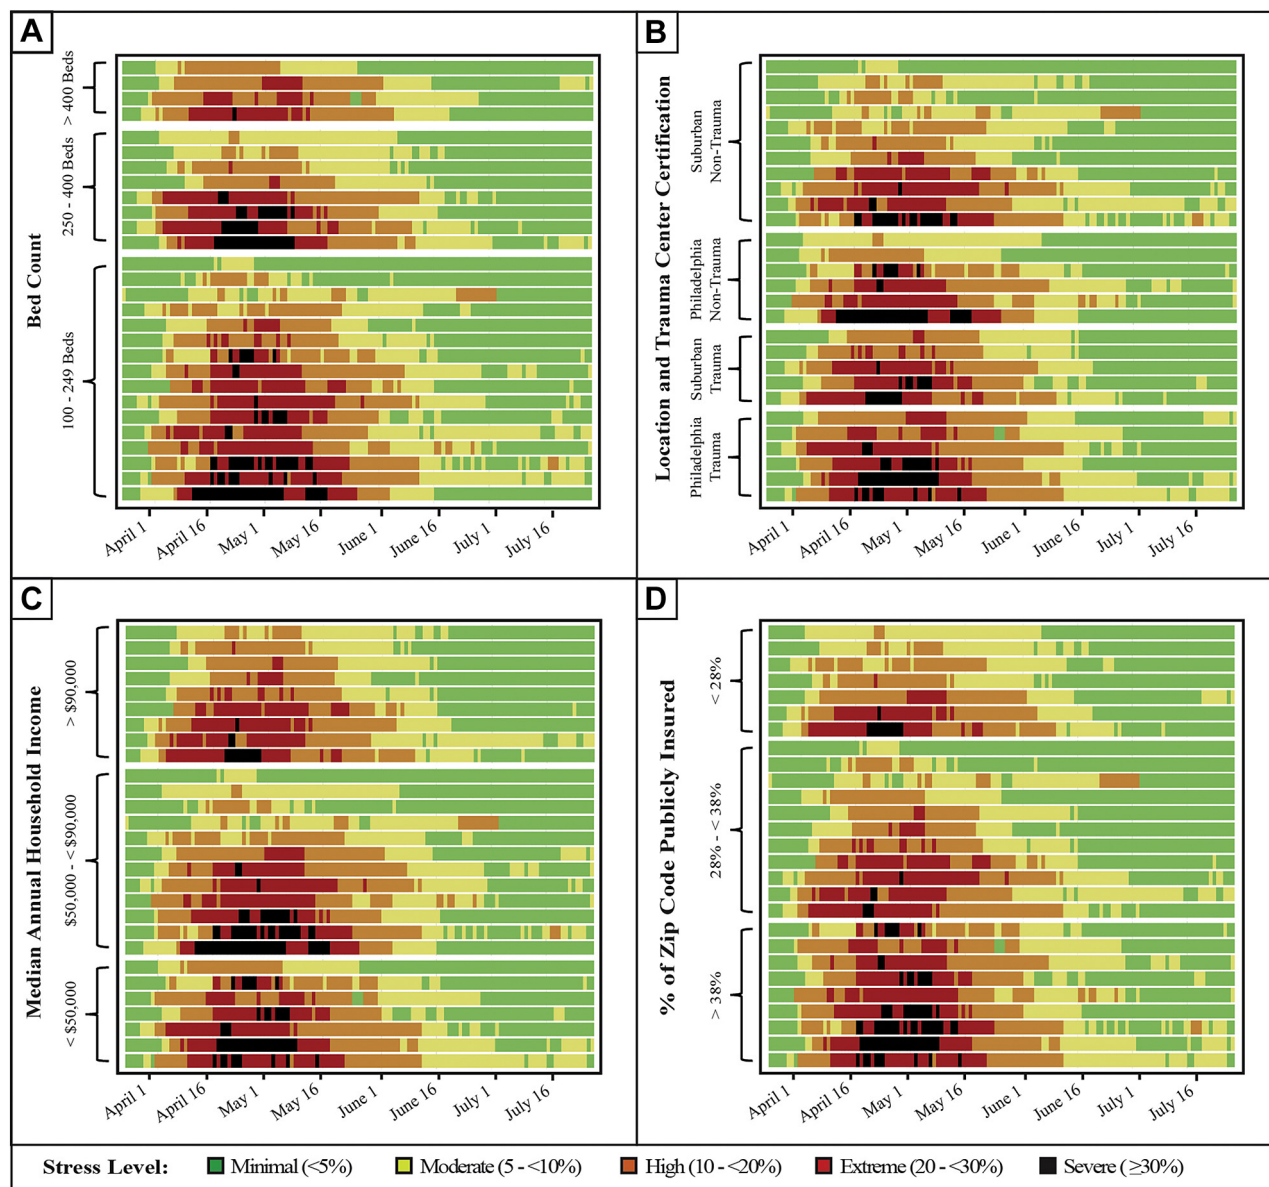 A
Bed Count
> 400 Beds
250 - 400 Beds
100 - 249 Beds
April 1
April 16
May 1
May 16
June 1
June 16
July 1
July 16
B
Location and Trauma Center Certification
Suburban
Non-Trauma
Philadelphia
Non-Trauma
Suburban
Trauma
Philadelphia
Trauma
April 1
April 16
May 1
May 16
June 1
June 16
July 1
July 16
C
Median Annual Household Income
> $90,000
$50,000 - <$90,000
< $50,000
April 1
April 16
May 1
May 16
June 1
June 16
July 1
July 16
D
% of Zip Code Publicly Insured
< 28%
28% - < 38%
> 38%
April 1
April 16
May 1
May 16
June 1
June 16
July 1
July 16
Stress Level: Minimal (<5%) Moderate (5 - <10%) High (10 - <20%) Extreme (20 - <30%) Severe ( ≥30%)